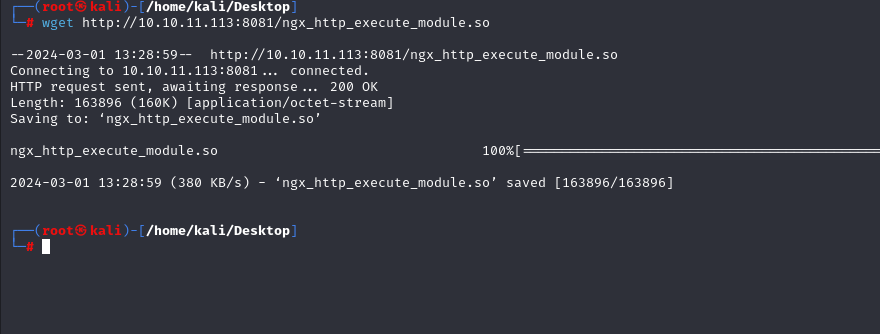 ┌──(root㉿kali)-[/home/kali/Desktop]
└─# wget http://10.10.11.113:8081/ngx_http_execute_module.so
--2024-03-01 13:28:59--  http://10.10.11.113:8081/ngx_http_execute_module.so
Connecting to 10.10.11.113:8081... connected.
HTTP request sent, awaiting response... 200 OK
Length: 163896 (160K) [application/octet-stream]
Saving to: ‘ngx_http_execute_module.so’
ngx_http_execute_module.so 100%[==============================================
2024-03-01 13:28:59 (380 KB/s) - ‘ngx_http_execute_module.so’ saved [163896/163896]
┌──(root㉿kali)-[/home/kali/Desktop]
└─#